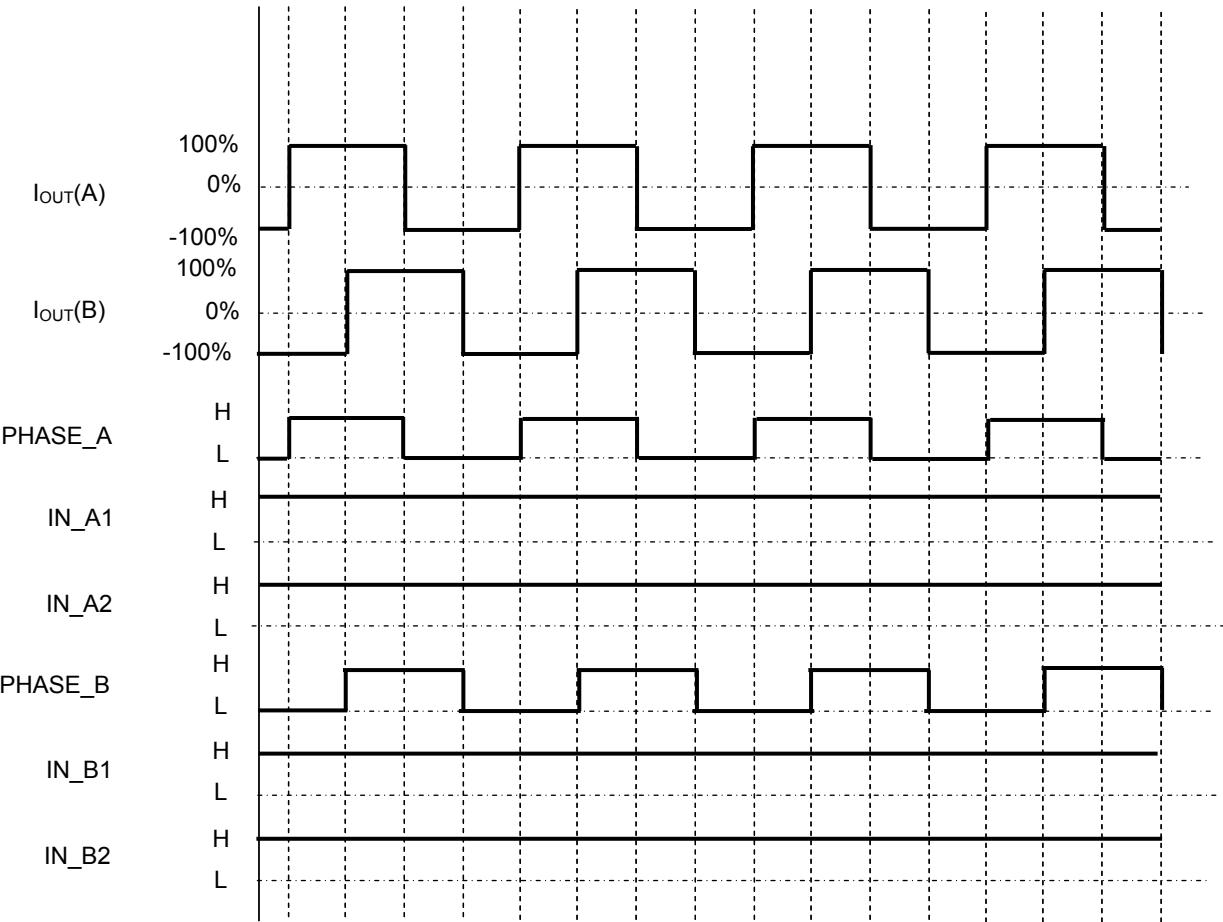 100%
0%
IOUT(A)
-100%
100%
0%
IOUT(B)
-100%
H
PHASE_A
L
H
IN_A1
L
H
IN_A2
L
H
PHASE_B
L
H
IN_B1
L
H
IN_B2
L